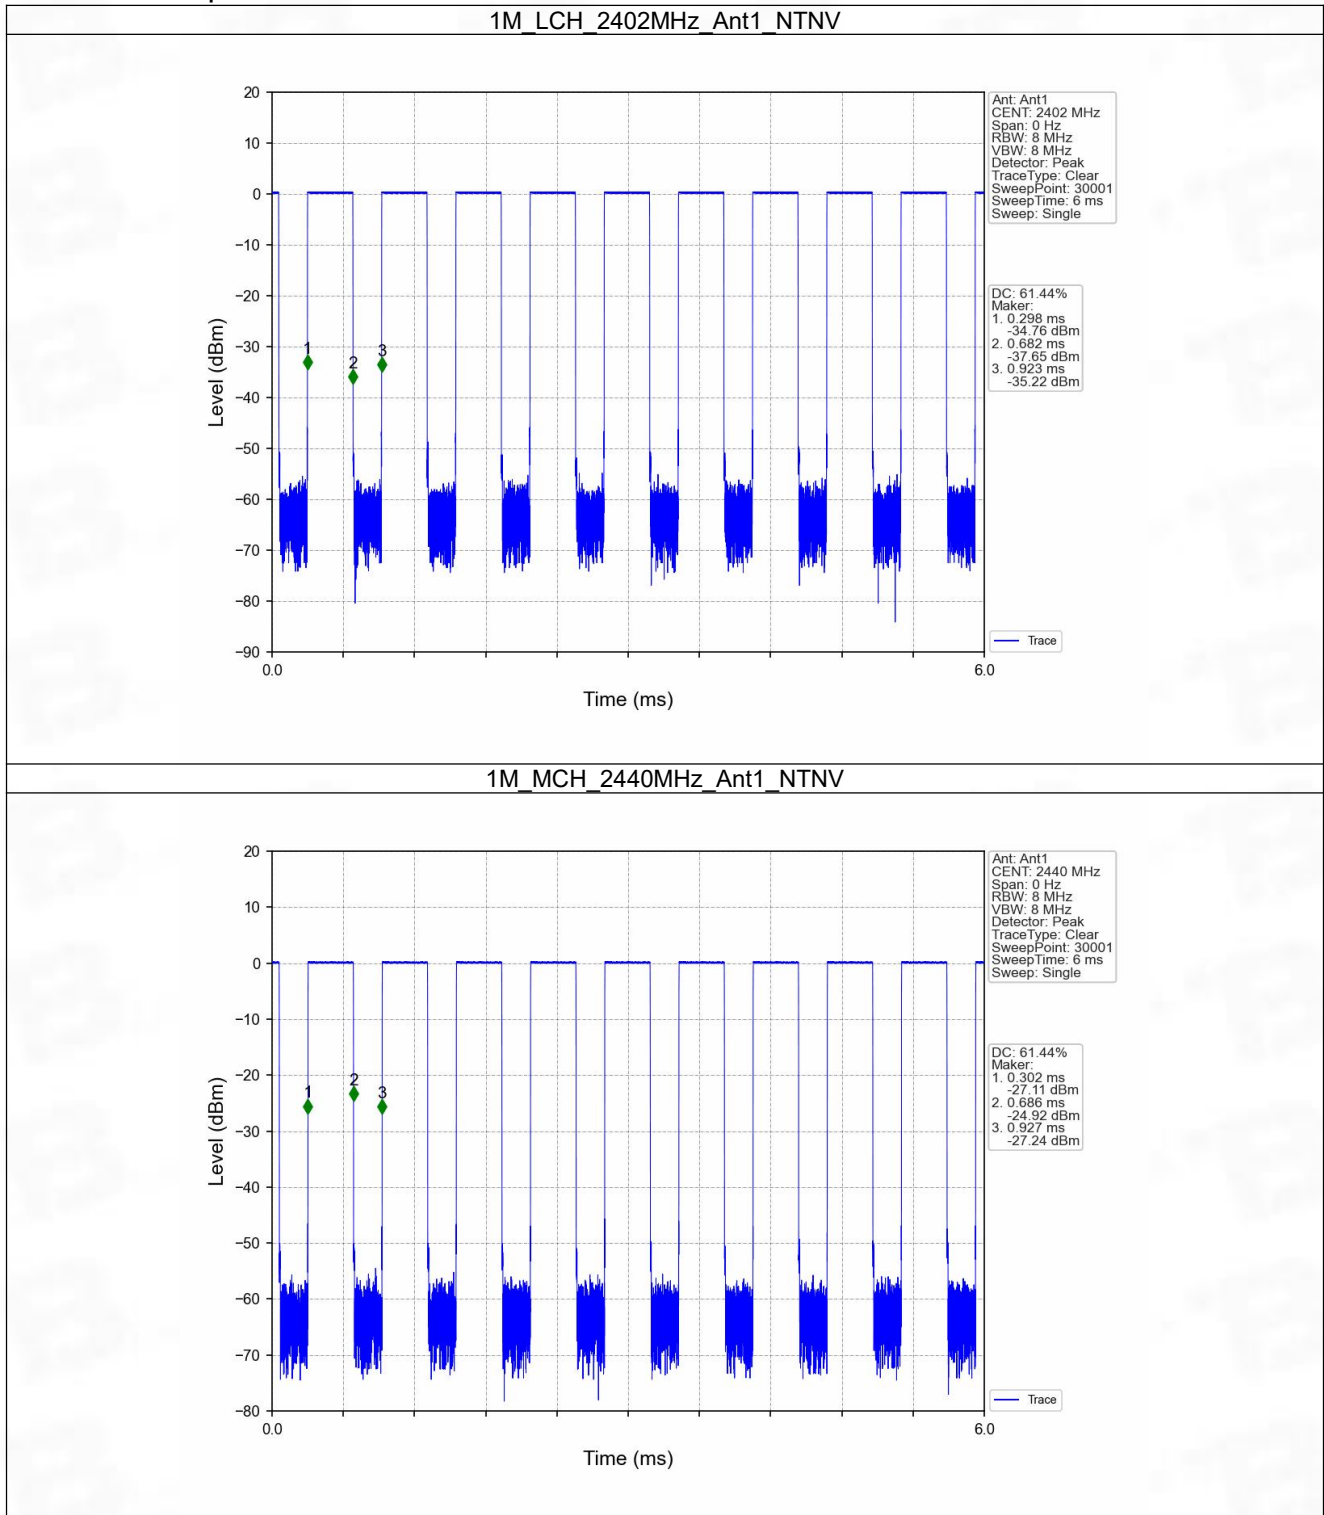 1M_LCH_2402MHz_Ant1_NTNV
20
10
0
−10
−20
−30
−40
−50
−60
−70
−80
−90
Level (dBm)
0.0
6.0
Time (ms)
1
2
3
Ant: Ant1
CENT: 2402 MHz
Span: 0 Hz
RBW: 8 MHz
VBW: 8 MHz
Detector: Peak
TraceType: Clear
SweepPoint: 30001
SweepTime: 6 ms
Sweep: Single
DC: 61.44%
Maker:
1. 0.298 ms
-34.76 dBm
2. 0.682 ms
-37.65 dBm
3. 0.923 ms
-35.22 dBm
Trace
1M_MCH_2440MHz_Ant1_NTNV
20
10
0
−10
−20
−30
−40
−50
−60
−70
−80
Level (dBm)
0.0
6.0
Time (ms)
1
2
3
Ant: Ant1
CENT: 2440 MHz
Span: 0 Hz
RBW: 8 MHz
VBW: 8 MHz
Detector: Peak
TraceType: Clear
SweepPoint: 30001
SweepTime: 6 ms
Sweep: Single
DC: 61.44%
Maker:
1. 0.302 ms
-27.11 dBm
2. 0.686 ms
-24.92 dBm
3. 0.927 ms
-27.24 dBm
Trace